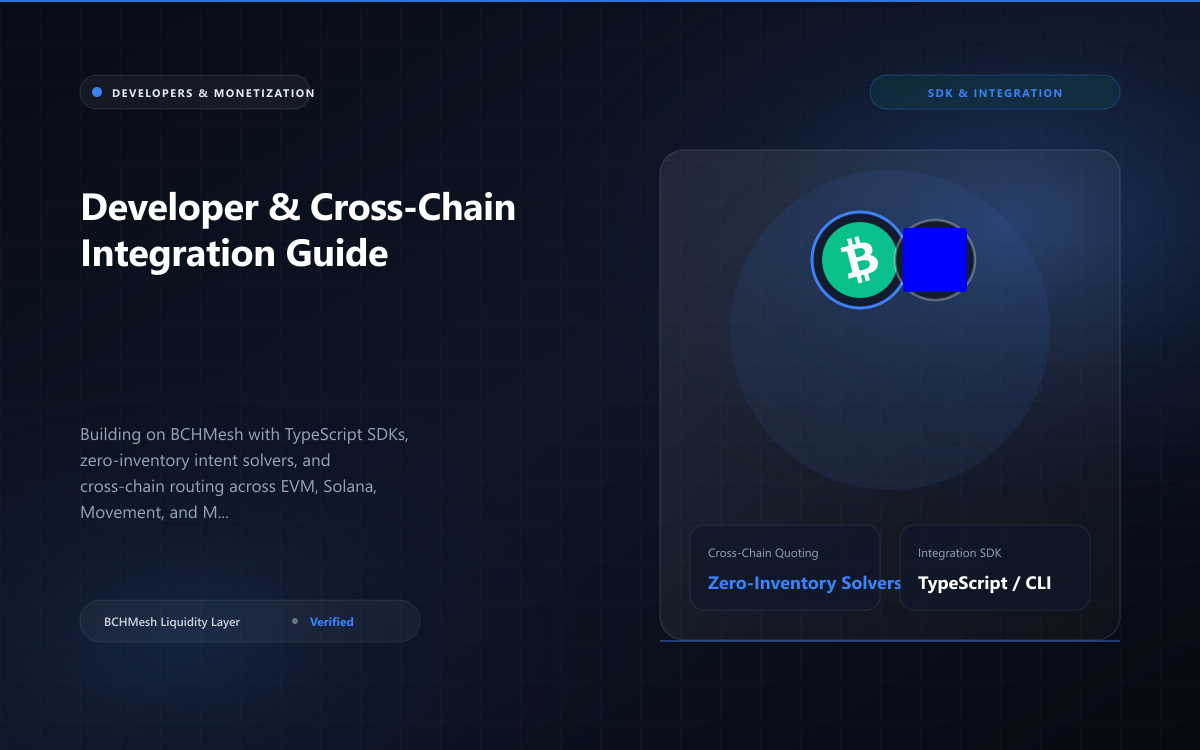 DEVELOPERS & MONETIZATION
SDK & INTEGRATION
Developer & Cross-Chain
Integration Guide
Building on BCHMesh with TypeScript SDKs,
zero-inventory intent solvers, and
cross-chain routing across EVM, Solana,
Movement, and M...
Cross-Chain Quoting
Zero-Inventory Solvers
Integration SDK
TypeScript / CLI
BCHMesh Liquidity Layer
Verified